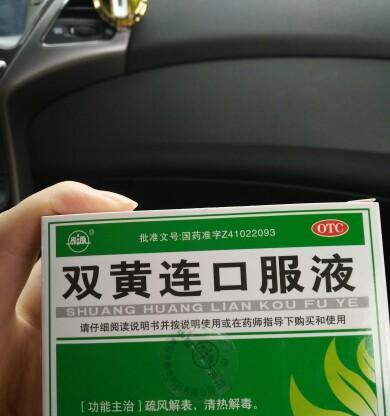 批准文号:国药准字Z41022093
OTC
双黄连口服液
SHUANG HUANG LIAN KOU FU YE
请仔细阅读说明书并按说明使用或在药师指导下购买和使用
[功能主治]疏风解表，清热解毒。